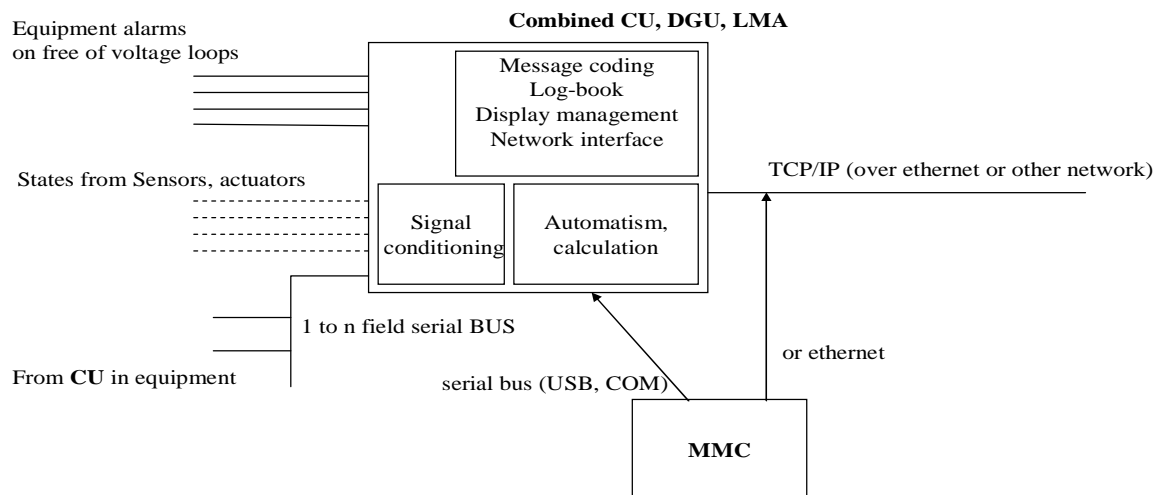 Combined CU, DGU, LMA
Equipment alarms
on free of voltage loops
Message coding
Log-book
Display management
Network interface
TCP/IP (over ethernet or other network)
States from Sensors, actuators
Signal
conditioning
Automatism,
calculation
1 to n field serial BUS
or ethernet
From CU in equipment
serial bus (USB, COM)
MMC